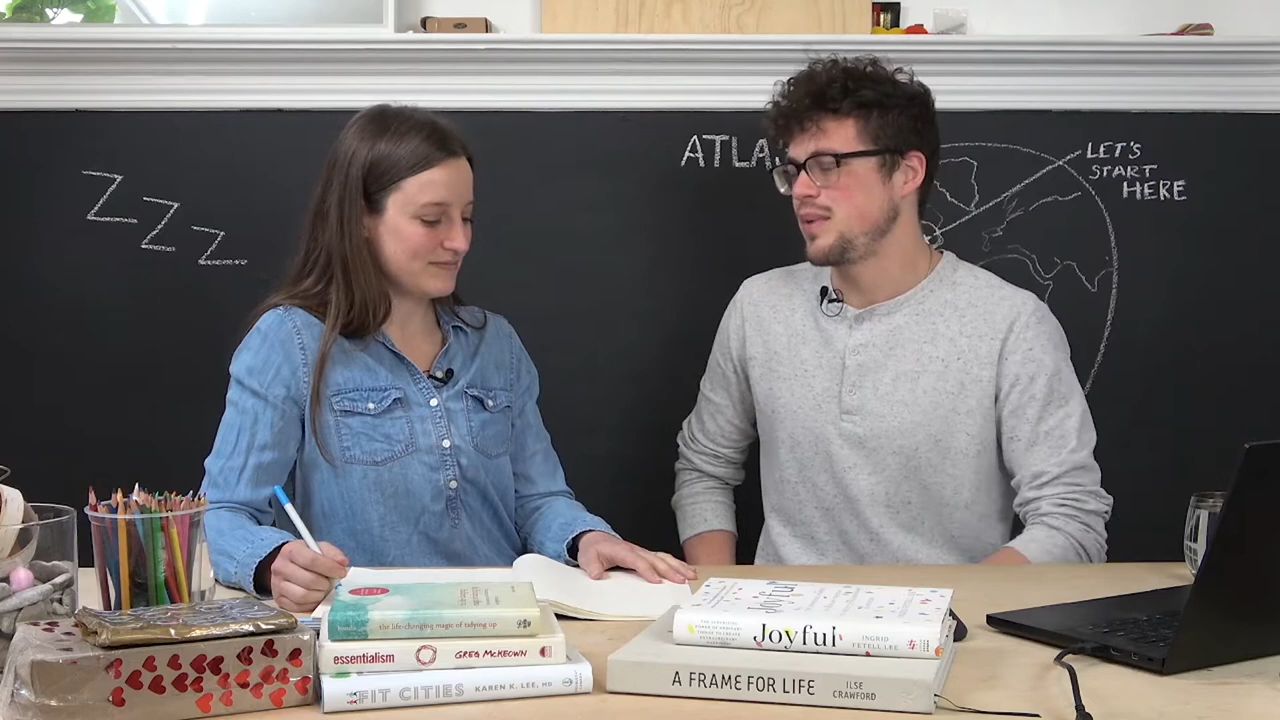 ZZZ
ATLA
LET'S
START
HERE
the life-changing magic of tidying up
essentialism GREG MCKEOWN
FIT CITIES KAREN K. LEE, MD
Joyful
Joyful INGRID FETELL LEE
A FRAME FOR LIFE ILSE CRAWFORD